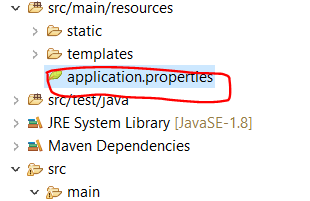 src/main/resources
static
templates
application.properties
src/test/java
JRE System Library [JavaSE-1.8]
Maven Dependencies
src
main